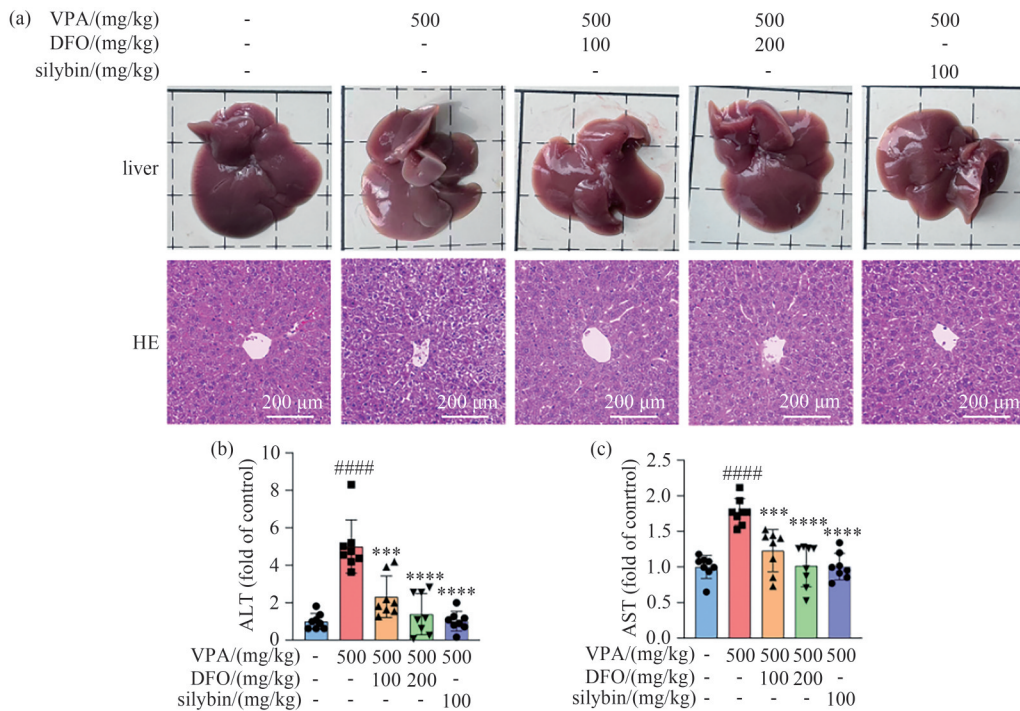 (a) VPA/(mg/kg) - 500 500 500 500
DFO/(mg/kg) - - 100 200 -
silybin/(mg/kg) - - - - 100
liver
HE
200 μm 200 μm 200 μm 200 μm 200 μm
(b)
ALT (fold of control)
10
8
6
4
2
0
####
***
****
****
VPA/(mg/kg) - 500 500 500 500
DFO/(mg/kg) - - 100 200 -
silybin/(mg/kg) - - - - 100
(c)
AST (fold of conrtrol)
2.5
2.0
1.5
1.0
0.5
0.0
####
***
****
****
VPA/(mg/kg) - 500 500 500 500
DFO/(mg/kg) - - 100 200 -
silybin/(mg/kg) - - - - 100